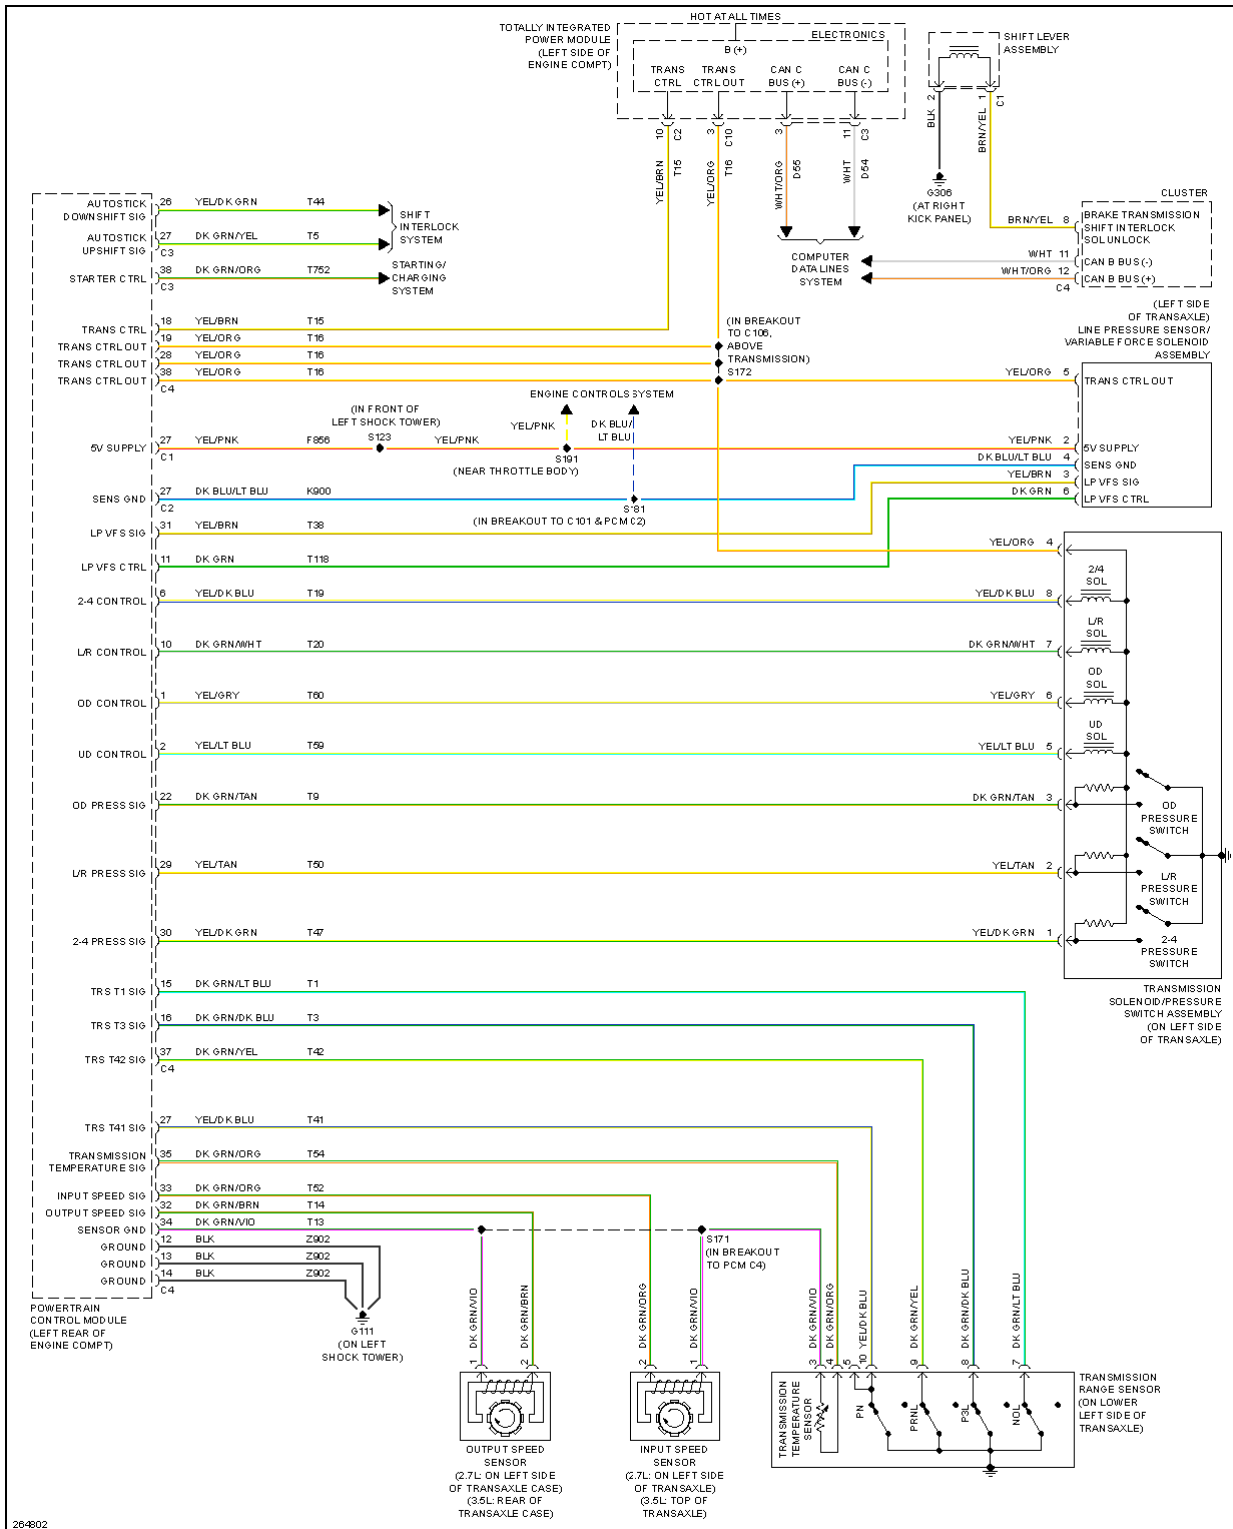 HOT AT ALL TIMES
TOTALLY INTEGRATED
POWER MODULE
(LEFT SIDE OF
ENGINE COMPT)
ELECTRONICS
B (+)
TRANS
CTRL
TRANS
CTRL OUT
CAN C
BUS (+)
CAN C
BUS (-)
10
C2
3
C10
3
11
C3
YEL/BRN
T15
YEL/ORG
T16
WHT/ORG
D55
WHT
D54
SHIFT LEVER
ASSEMBLY
2
1
C1
BLK
BRN/YEL
G306
(AT RIGHT
KICK PANEL)
COMPUTER
DATA LINES
SYSTEM
CLUSTER
BRN/YEL 8
BRAKE TRANSMISSION
SHIFT INTERLOCK
SOL UNLOCK
WHT 11
CAN B BUS (-)
WHT/ORG 12
CAN B BUS (+)
C4
AUTOSTICK
DOWNSHIFT SIG
26 YEL/DK GRN T44
AUTOSTICK
UPSHIFT SIG
27 DK GRN/YEL T5
C3
SHIFT
INTERLOCK
SYSTEM
STARTER CTRL
38 DK GRN/ORG T752
C3
STARTING/
CHARGING
SYSTEM
TRANS CTRL
18 YEL/BRN T15
TRANS CTRL OUT
19 YEL/ORG T16
TRANS CTRL OUT
28 YEL/ORG T16
TRANS CTRL OUT
38 YEL/ORG T16
C4
(IN BREAKOUT
TO C106,
ABOVE
TRANSMISSION)
S172
(LEFT SIDE
OF TRANSAXLE)
LINE PRESSURE SENSOR/
VARIABLE FORCE SOLENOID
ASSEMBLY
YEL/ORG 5
TRANS CTRL OUT
YEL/PNK 2
5V SUPPLY
DK BLU/LT BLU 4
SENS GND
YEL/BRN 3
LP VFS SIG
DK GRN 6
LP VFS CTRL
ENGINE CONTROLS SYSTEM
(IN FRONT OF
LEFT SHOCK TOWER)
S123
YEL/PNK
DK BLU/
LT BLU
5V SUPPLY
27 YEL/PNK F856
C1
YEL/PNK
S191
(NEAR THROTTLE BODY)
SENS GND
27 DK BLU/LT BLU K900
C2
S181
(IN BREAKOUT TO C101 & PCM C2)
LP VFS SIG
31 YEL/BRN T38
LP VFS CTRL
11 DK GRN T118
2-4 CONTROL
6 YEL/DK BLU T19
L/R CONTROL
10 DK GRN/WHT T20
OD CONTROL
1 YEL/GRY T60
UD CONTROL
2 YEL/LT BLU T59
OD PRESS SIG
22 DK GRN/TAN T9
L/R PRESS SIG
29 YEL/TAN T50
2-4 PRESS SIG
30 YEL/DK GRN T47
TRS T1 SIG
15 DK GRN/LT BLU T1
TRS T3 SIG
16 DK GRN/DK BLU T3
TRS T42 SIG
37 DK GRN/YEL T42
C4
TRS T41 SIG
27 YEL/DK BLU T41
TRANSMISSION
TEMPERATURE SIG
35 DK GRN/ORG T54
INPUT SPEED SIG
33 DK GRN/ORG T52
OUTPUT SPEED SIG
32 DK GRN/BRN T14
SENSOR GND
34 DK GRN/VIO T13
GROUND
12 BLK Z902
GROUND
13 BLK Z902
GROUND
14 BLK Z902
C4
POWERTRAIN
CONTROL MODULE
(LEFT REAR OF
ENGINE COMPT)
G111
(ON LEFT
SHOCK TOWER)
YEL/ORG 4
YEL/DK BLU 8
2/4
SOL
DK GRN/WHT 7
L/R
SOL
YEL/GRY 6
OD
SOL
YEL/LT BLU 5
UD
SOL
DK GRN/TAN 3
OD
PRESSURE
SWITCH
YEL/TAN 2
L/R
PRESSURE
SWITCH
YEL/DK GRN 1
2-4
PRESSURE
SWITCH
TRANSMISSION
SOLENOID/PRESSURE
SWITCH ASSEMBLY
(ON LEFT SIDE
OF TRANSAXLE)
S171
(IN BREAKOUT
TO PCM C4)
DK GRN/VIO
DK GRN/BRN
1
2
OUTPUT SPEED
SENSOR
(2.7L: ON LEFT SIDE
OF TRANSAXLE CASE)
(3.5L: REAR OF
TRANSAXLE CASE)
DK GRN/ORG
DK GRN/VIO
2
1
INPUT SPEED
SENSOR
(2.7L: ON LEFT SIDE
OF TRANSAXLE)
(3.5L: TOP OF
TRANSAXLE)
DK GRN/VIO
DK GRN/ORG
YEL/DK BLU
DK GRN/YEL
DK GRN/DK BLU
DK GRN/LT BLU
3
4
5
10
9
8
7
TRANSMISSION
TEMPERATURE
SENSOR
PN
PRNL
P3L
NOL
TRANSMISSION
RANGE SENSOR
(ON LOWER
LEFT SIDE OF
TRANSAXLE)
264802